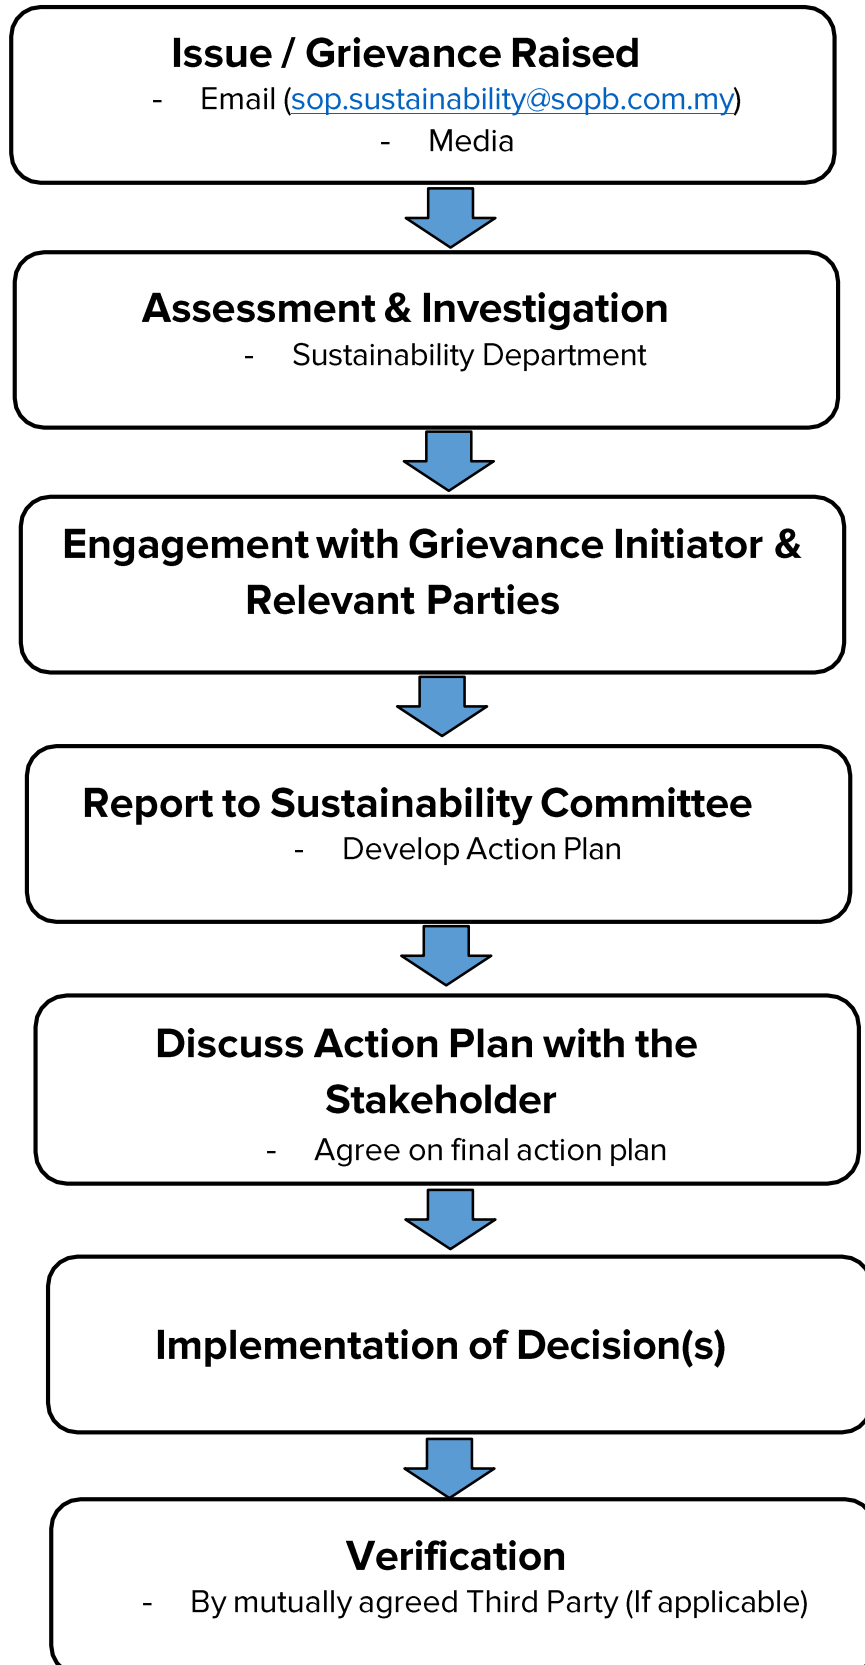 Issue / Grievance Raised
- Email (sop.sustainability@sopb.com.my)
- Media
Assessment & Investigation
- Sustainability Department
Engagement with Grievance Initiator &
Relevant Parties
Report to Sustainability Committee
- Develop Action Plan
Discuss Action Plan with the
Stakeholder
- Agree on final action plan
Implementation of Decision(s)
Verification
- By mutually agreed Third Party (If applicable)